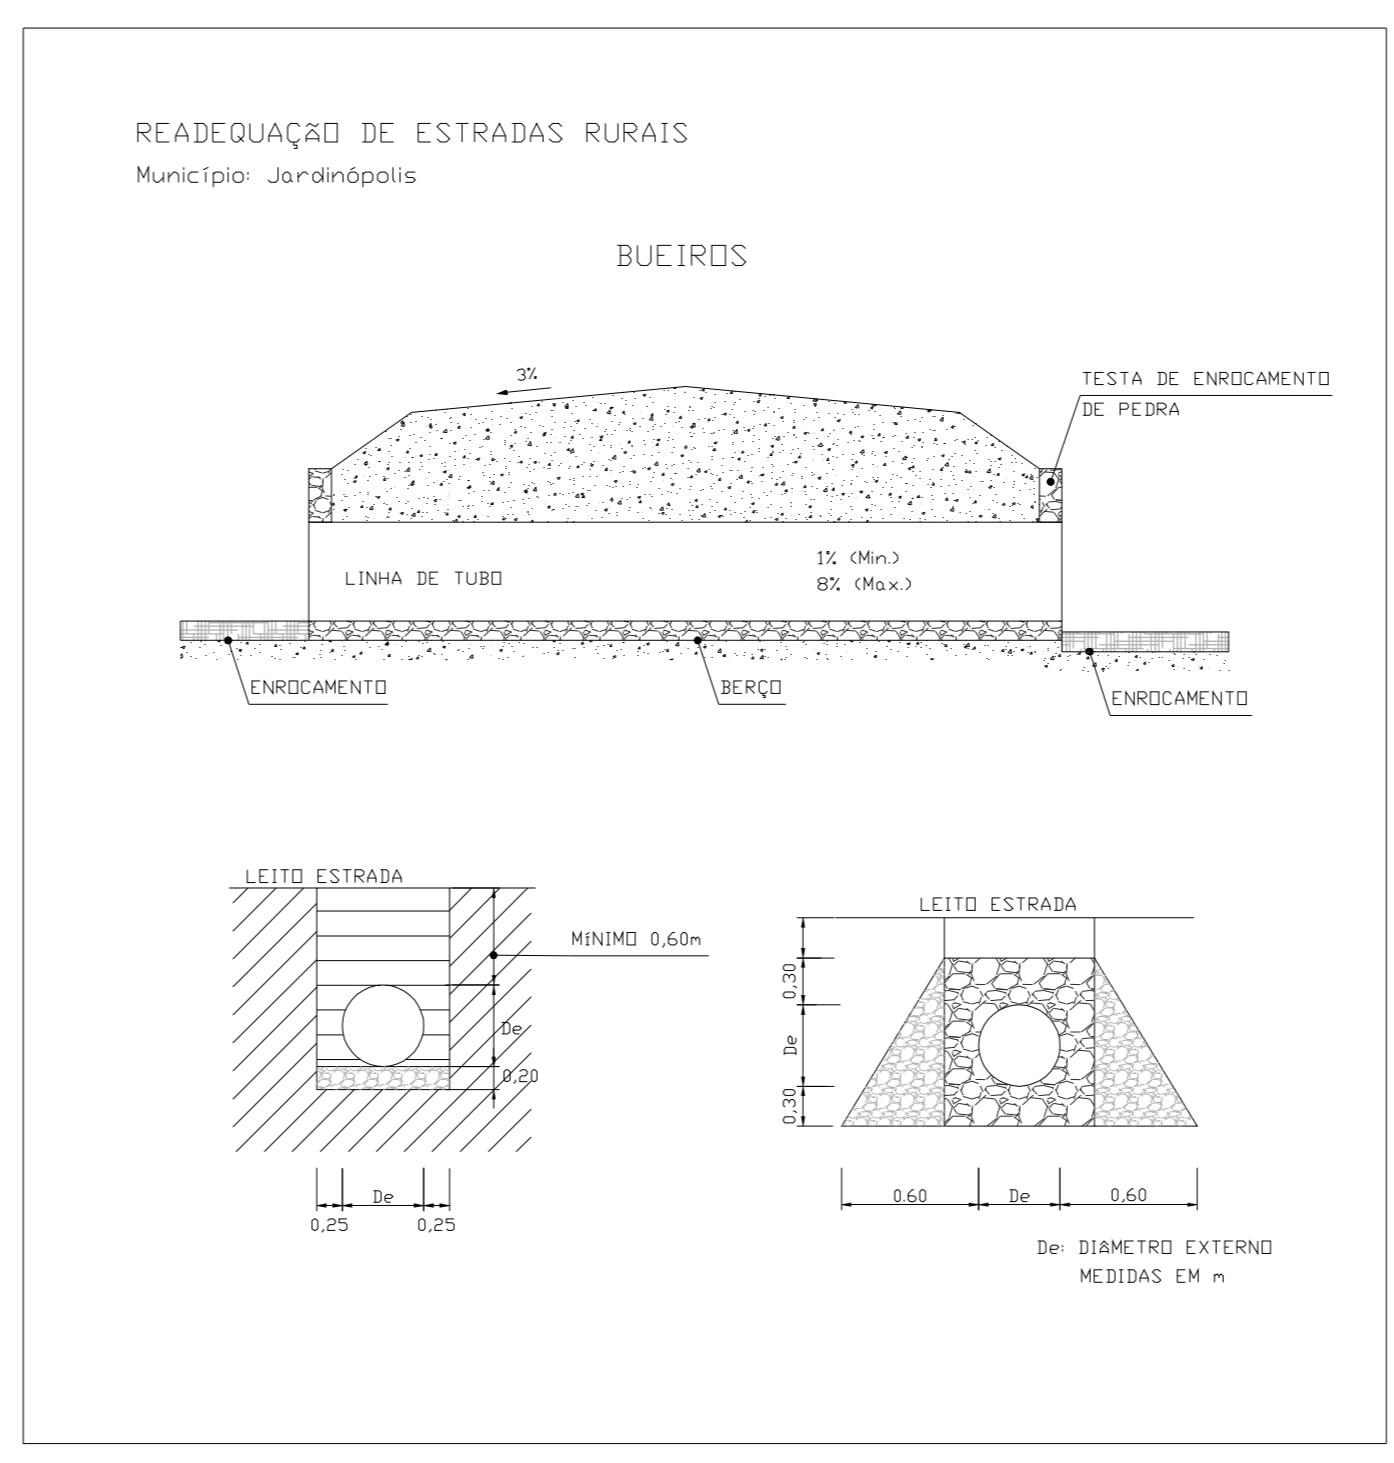 READEQUAÇÃO DE ESTRADAS RURAIS
Município: Jardinópolis
BUEIROS
3%
TESTA DE ENROCAMENTO
DE PEDRA
1% (Min.)
LINHA DE TUBO
8% (Max.)
ENROCAMENTO
BERÇO
ENROCAMENTO
LEITO ESTRADA
MÍNIMO 0,60m
De
0,20
De
0,25
0,25
LEITO ESTRADA
0,30
De
0,30
0.60
De
0,60
De: DIÂMETRO EXTERNO
MEDIDAS EM m